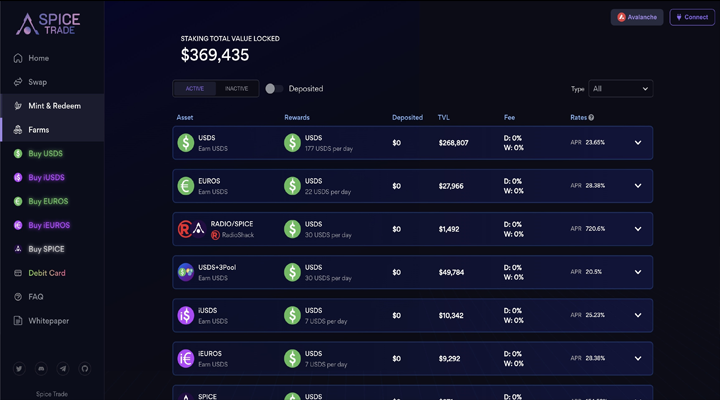 SPICE
TRADE
Avalanche
Connect
Home
Swap
Mint & Redeem
Farms
Buy USDS
Buy iUSDS
Buy EUROS
Buy iEUROS
Buy SPICE
Debit Card
FAQ
Whitepaper
Spice Trade
STAKING TOTAL VALUE LOCKED
$369,435
ACTIVE INACTIVE Deposited Type All
Asset Rewards Deposited TVL Fee Rates
USDS USDS D: 0%
Earn USDS 177 USDS per day $0 $268,807 W: 0% APR 23.65%
EUROS USDS D: 0%
Earn USDS 22 USDS per day $0 $27,966 W: 0% APR 28.38%
RADIO/SPICE USDS D: 0%
RadioShack 30 USDS per day $0 $1,492 W: 0% APR 720.6%
USDS+3Pool USDS D: 0%
Earn USDS 30 USDS per day $0 $49,784 W: 0% APR 20.5%
iUSDS USDS D: 0%
Earn USDS 7 USDS per day $0 $10,342 W: 0% APR 25.23%
iEUROS USDS D: 0%
Earn USDS 7 USDS per day $0 $9,292 W: 0% APR 28.38%
SPICE USDS